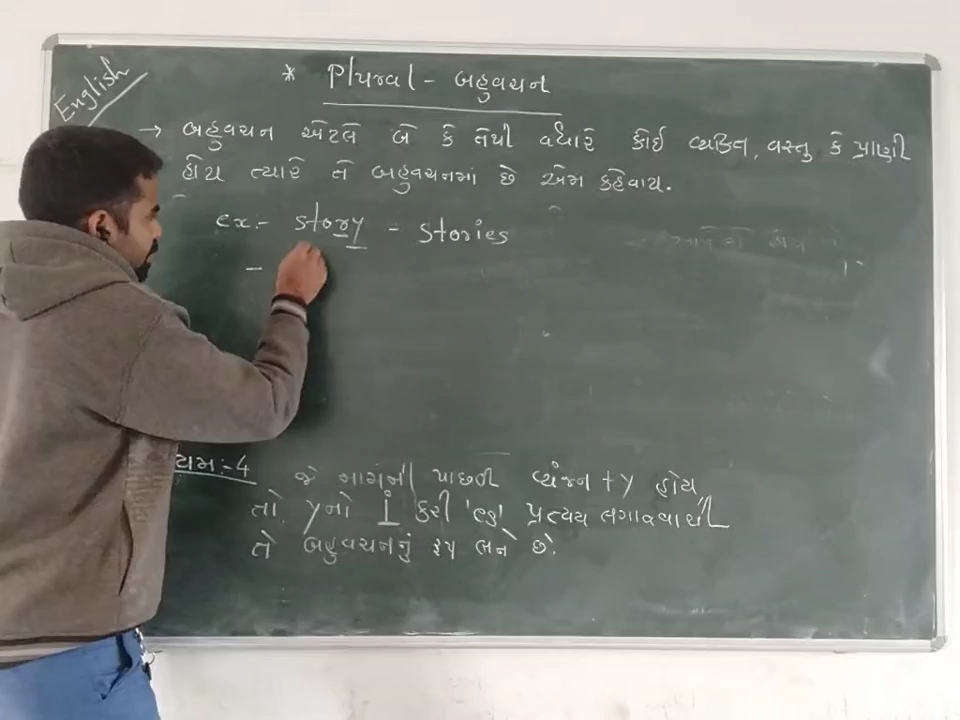 English
* Plural - બહુવચન
→ બહુવચન એટલે બે કે તેથી વધારે કોઈ વ્યકિત, વસ્તુ કે પ્રાણી
હોય ત્યારે તે બહુવચનમાં છે એમ કહેવાય.
ex.- story - stories
-
યમ:-4
જે નામની પાછળ વ્યંજન + y હોય,
તો yનો i કરી 'es' પ્રત્યય લગાવવાથી
તે બહુવચનનું રૂપ બને છે.